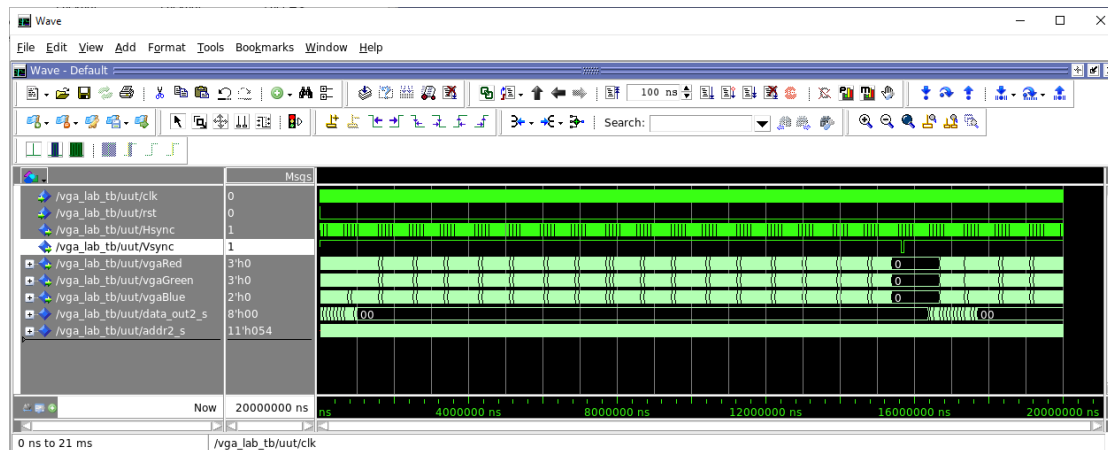 Wave
File Edit View Add Format Tools Bookmarks Window Help
Wave - Default
100 ns
Search:
Msgs
/vga_lab_tb/uut/clk 0
/vga_lab_tb/uut/rst 0
/vga_lab_tb/uut/Hsync 1
/vga_lab_tb/uut/Vsync 1
/vga_lab_tb/uut/vgaRed 3'h0 0
/vga_lab_tb/uut/vgaGreen 3'h0 0
/vga_lab_tb/uut/vgaBlue 2'h0 0
/vga_lab_tb/uut/data_out2_s 8'h00 00 00
/vga_lab_tb/uut/addr2_s 11'h054
Now 20000000 ns ns 4000000 ns 8000000 ns 12000000 ns 16000000 ns 20000000 ns
0 ns to 21 ms /vga_lab_tb/uut/clk